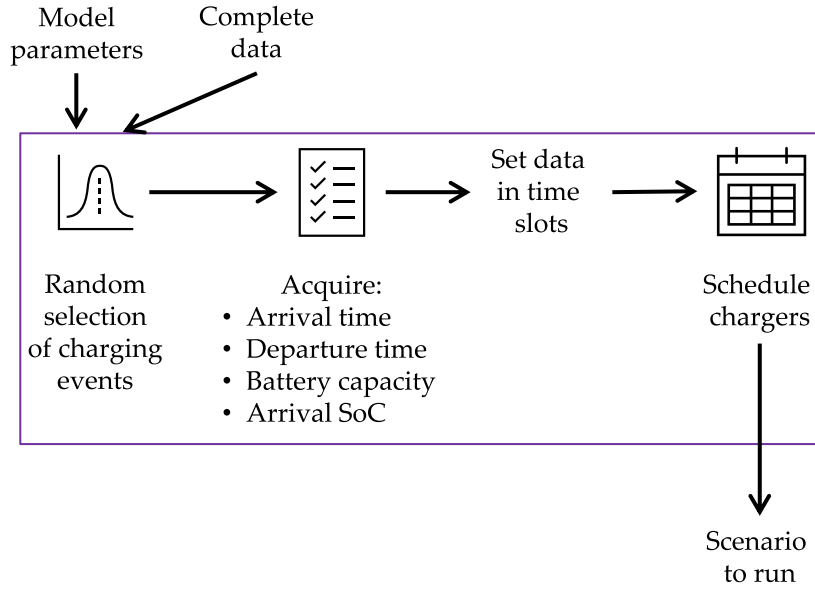 Model
parameters
Complete
data
Set data
in time
slots
Random
selection
of charging
events
Acquire:
• Arrival time
• Departure time
• Battery capacity
• Arrival SoC
Schedule
chargers
Scenario
to run